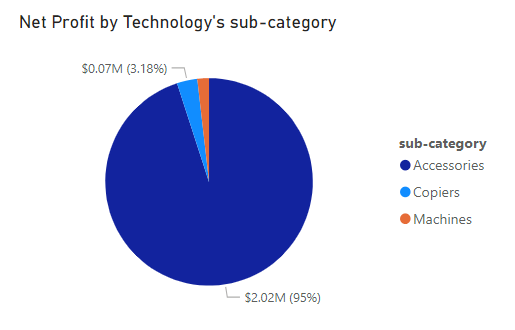 Net Profit by Technology's sub-category
$0.07M (3.18%)
sub-category
Accessories
Copiers
Machines
$2.02M (95%)